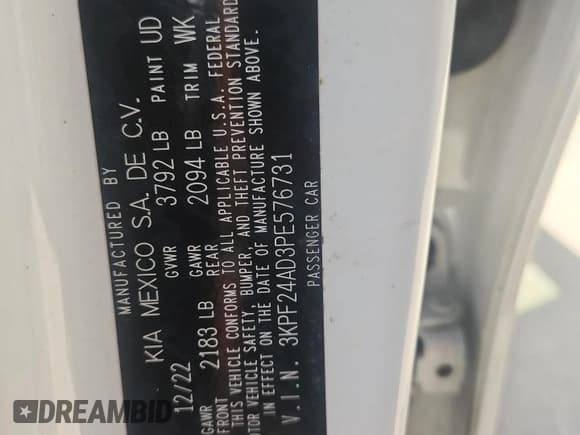 MANUFACTURED BY
KIA MEXICO S.A. DE C.V.
12/22 GVWR 3792 LB PAINT UD
GAWR FRONT 2183 LB GAWR REAR 2094 LB TRIM WK
THIS VEHICLE CONFORMS TO ALL APPLICABLE U.S.A. FEDERAL
MOTOR VEHICLE SAFETY, BUMPER, AND THEFT PREVENTION STANDARD
IN EFFECT ON THE DATE OF MANUFACTURE SHOWN ABOVE.
V.I.N. 3KPF24AD3PE576731
PASSENGER CAR
DREAMBID